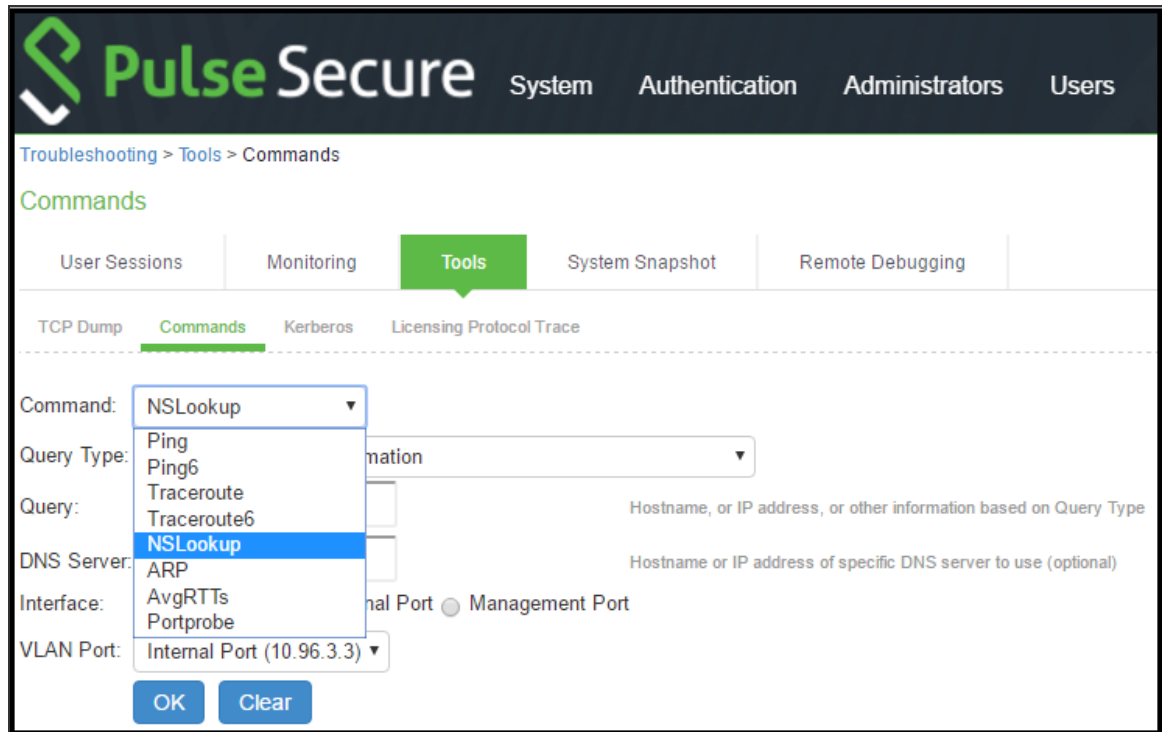 Pulse Secure System Authentication Administrators Users
Troubleshooting > Tools > Commands
Commands
User Sessions Monitoring Tools System Snapshot Remote Debugging
TCP Dump Commands Kerberos Licensing Protocol Trace
Command: NSLookup
Ping
Query Type: mation
Ping6
Traceroute
Query: Hostname, or IP address, or other information based on Query Type
Traceroute6
NSLookup
DNS Server: Hostname or IP address of specific DNS server to use (optional)
ARP
AvgRTTs
Interface: nal Port Management Port
Portprobe
VLAN Port: Internal Port (10.96.3.3)
OK Clear